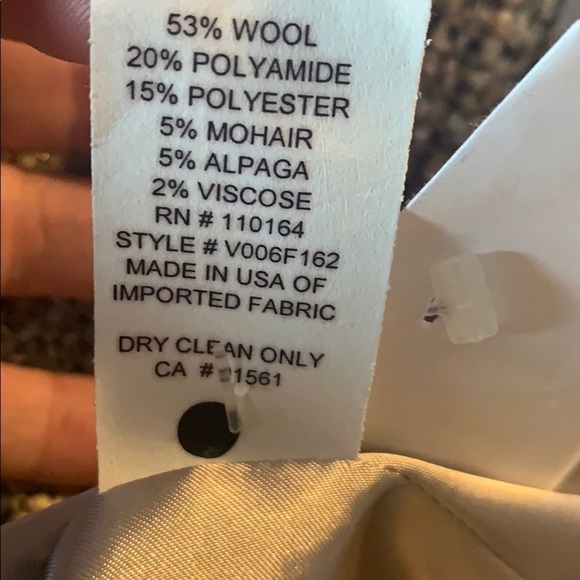 53% WOOL
20% POLYAMIDE
15% POLYESTER
5% MOHAIR
5% ALPAGA
2% VISCOSE
RN # 110164
STYLE # V006F162
MADE IN USA OF
IMPORTED FABRIC
DRY CLEAN ONLY
CA #